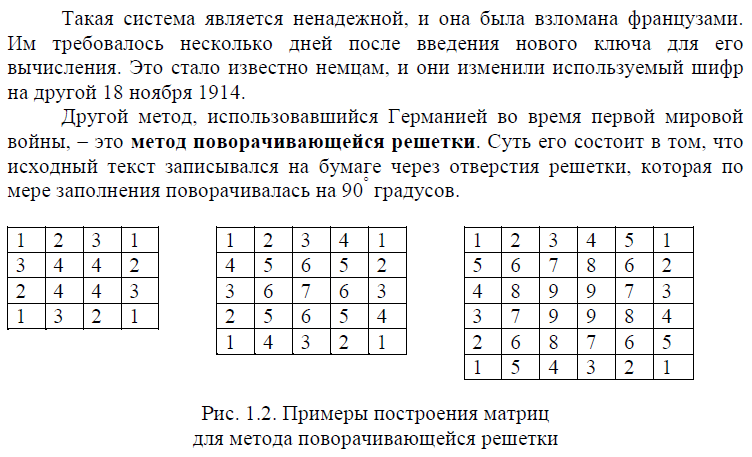 Такая система является ненадежной, и она была взломана французами.
Им требовалось несколько дней после введения нового ключа для его
вычисления. Это стало известно немцам, и они изменили используемый шифр
на другой 18 ноября 1914.
Другой метод, использовавшийся Германией во время первой мировой
войны, – это метод поворачивающейся решетки. Суть его состоит в том, что
исходный текст записывался на бумаге через отверстия решетки, которая по
мере заполнения поворачивалась на 90° градусов.
1 2 3 1
3 4 4 2
2 4 4 3
1 3 2 1
1 2 3 4 1
4 5 6 5 2
3 6 7 6 3
2 5 6 5 4
1 4 3 2 1
1 2 3 4 5 1
5 6 7 8 6 2
4 8 9 9 7 3
3 7 9 9 8 4
2 6 8 7 6 5
1 5 4 3 2 1
Рис. 1.2. Примеры построения матриц
для метода поворачивающейся решетки